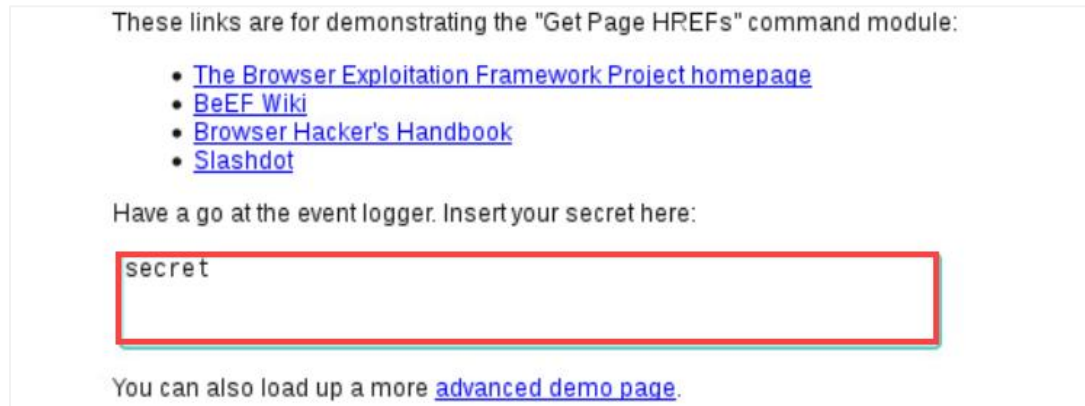 These links are for demonstrating the "Get Page HREFs" command module:
The Browser Exploitation Framework Project homepage
BeEF Wiki
Browser Hacker's Handbook
Slashdot
Have a go at the event logger. Insert your secret here:
secret
You can also load up a more advanced demo page.